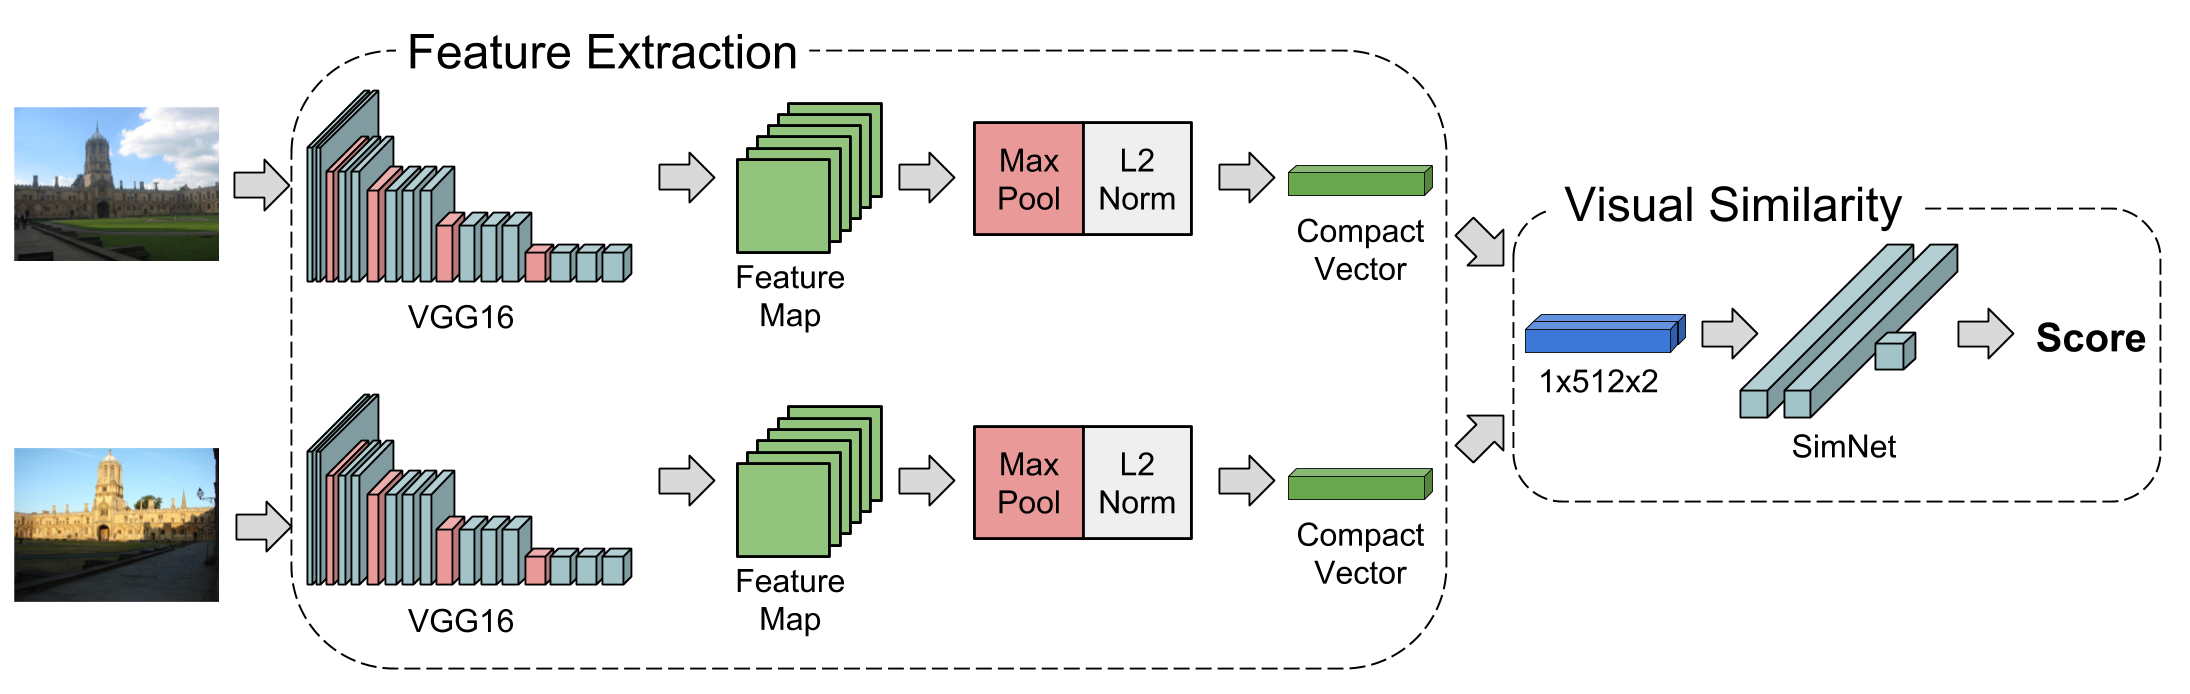 Feature Extraction
VGG16
Feature
Map
Max
Pool
L2
Norm
Compact
Vector
VGG16
Feature
Map
Max
Pool
L2
Norm
Compact
Vector
Visual Similarity
1x512x2
SimNet
Score